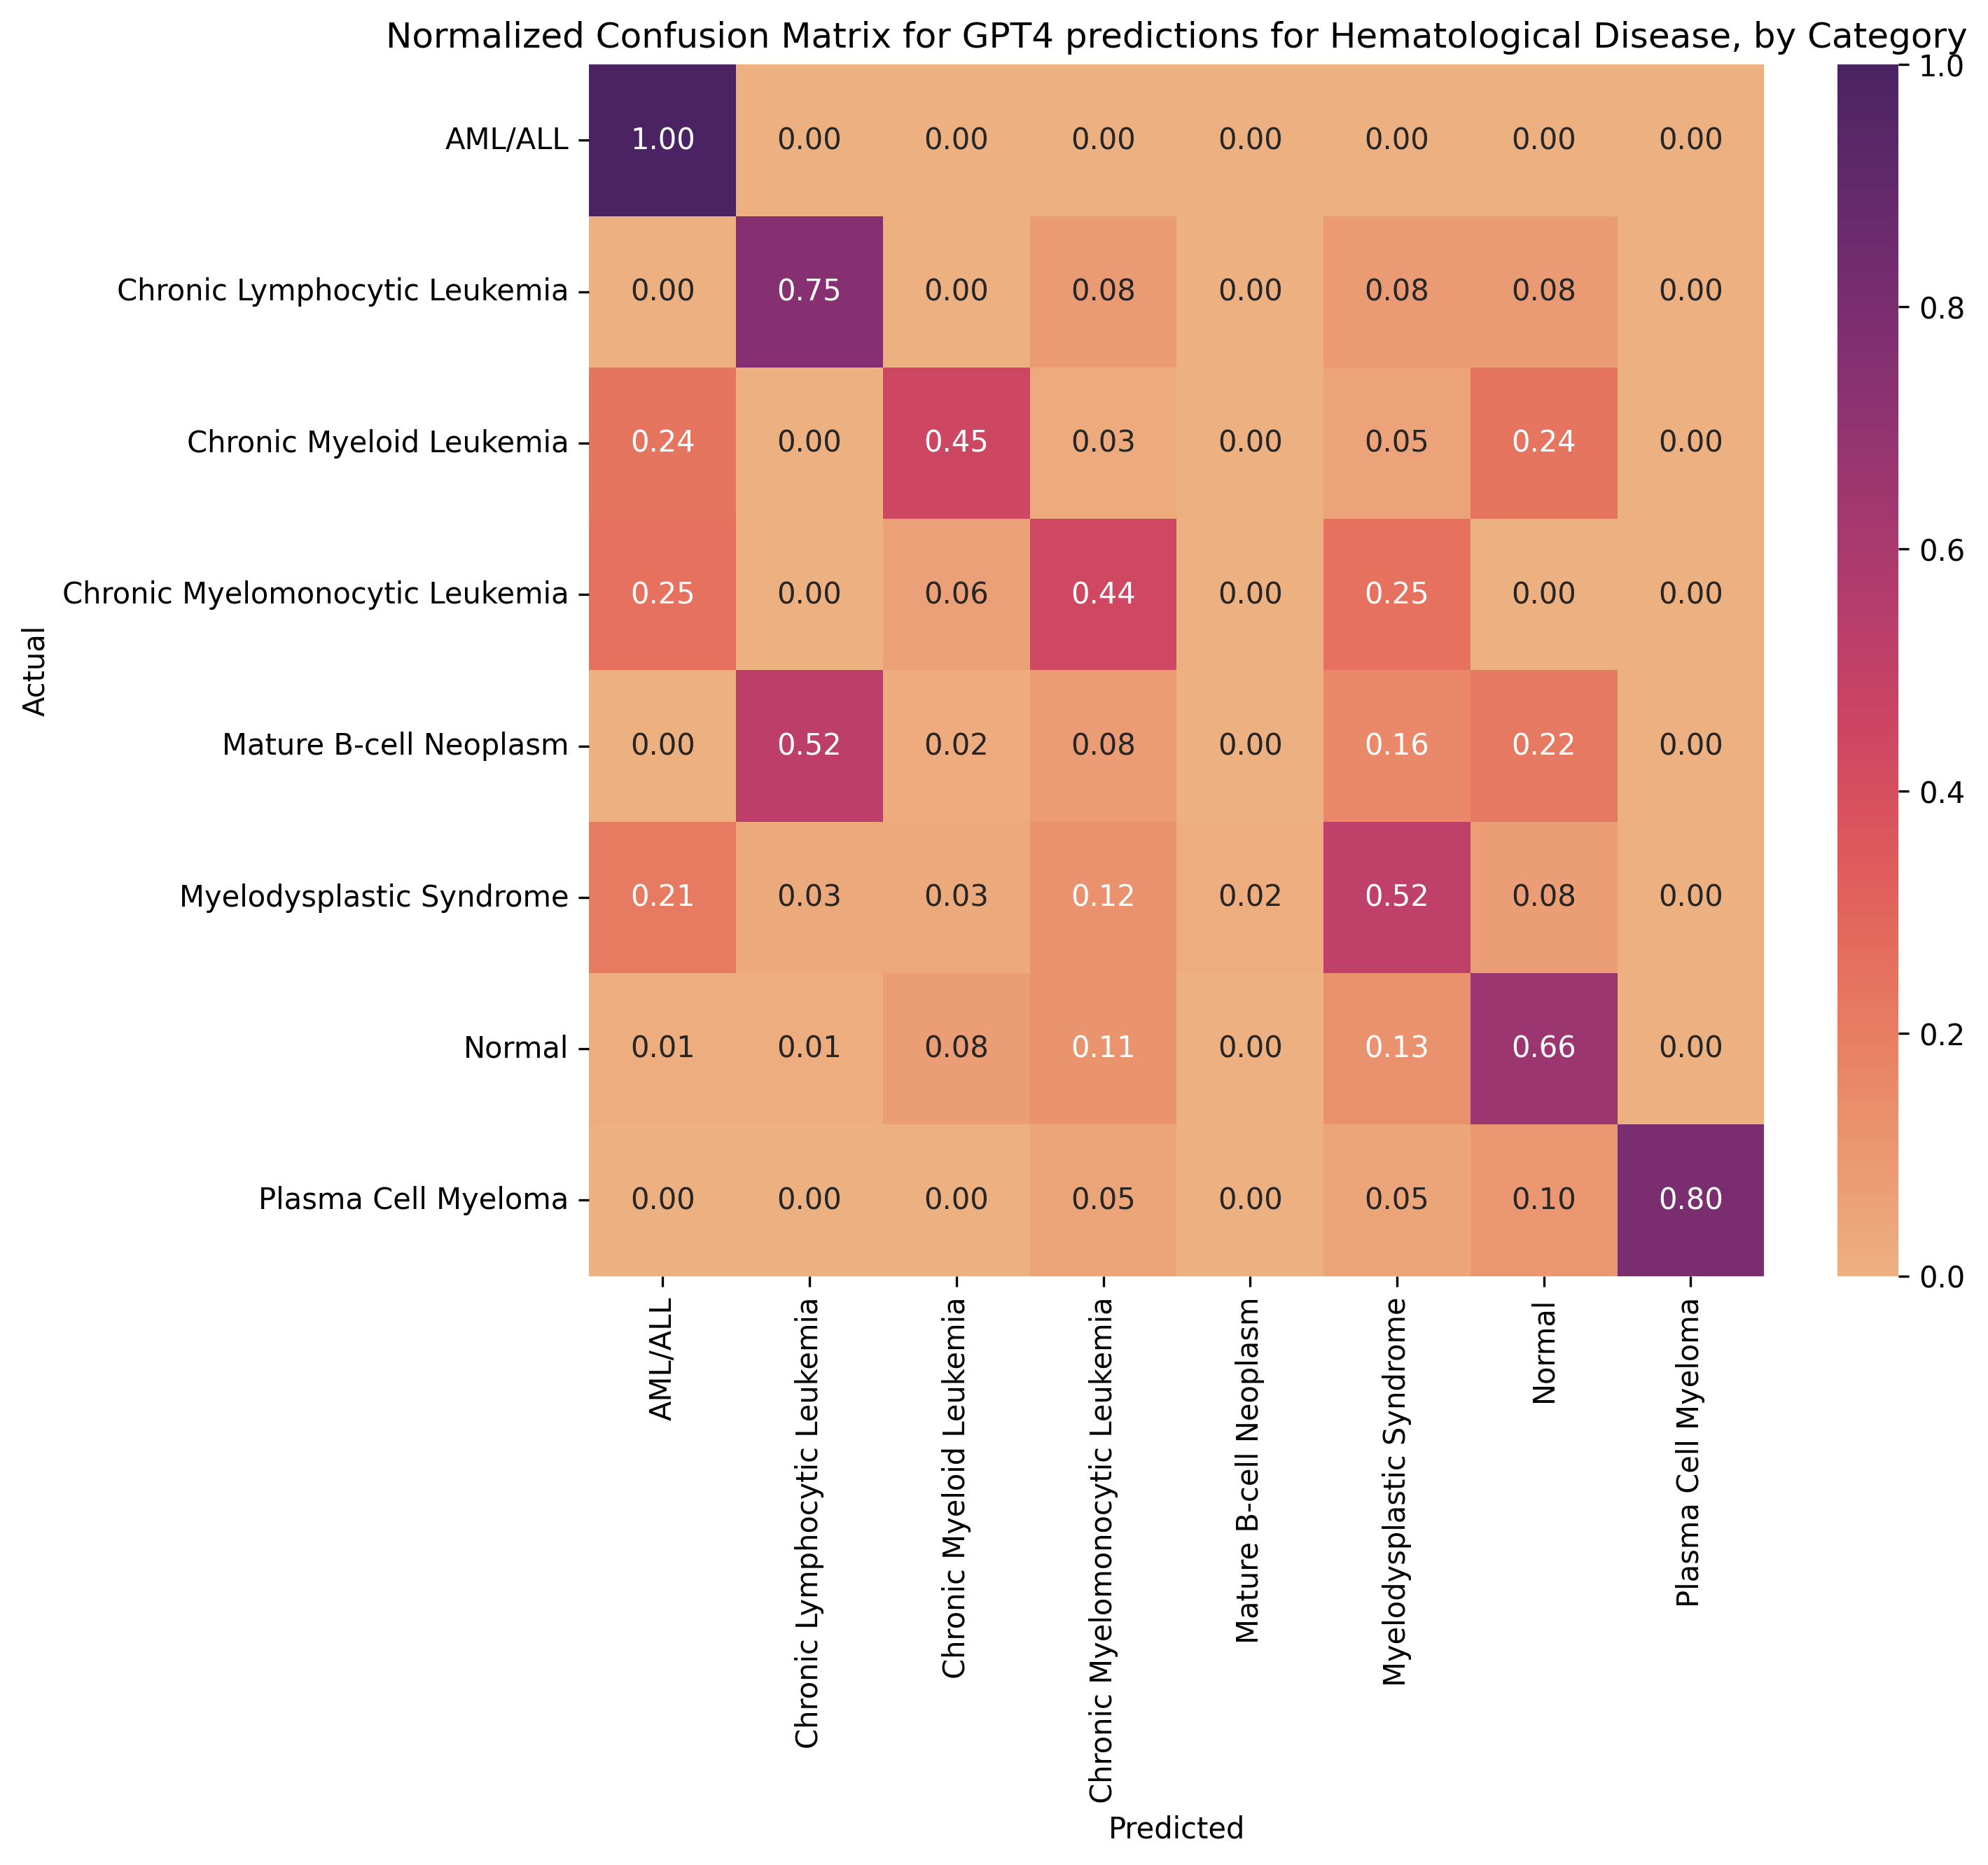 Normalized Confusion Matrix for GPT4 predictions for Hematological Disease, by Category
Actual
AML/ALL 1.00 0.00 0.00 0.00 0.00 0.00 0.00 0.00
Chronic Lymphocytic Leukemia 0.00 0.75 0.00 0.08 0.00 0.08 0.08 0.00
Chronic Myeloid Leukemia 0.24 0.00 0.45 0.03 0.00 0.05 0.24 0.00
Chronic Myelomonocytic Leukemia 0.25 0.00 0.06 0.44 0.00 0.25 0.00 0.00
Mature B-cell Neoplasm 0.00 0.52 0.02 0.08 0.00 0.16 0.22 0.00
Myelodysplastic Syndrome 0.21 0.03 0.03 0.12 0.02 0.52 0.08 0.00
Normal 0.01 0.01 0.08 0.11 0.00 0.13 0.66 0.00
Plasma Cell Myeloma 0.00 0.00 0.00 0.05 0.00 0.05 0.10 0.80
AML/ALL
Chronic Lymphocytic Leukemia
Chronic Myeloid Leukemia
Chronic Myelomonocytic Leukemia
Mature B-cell Neoplasm
Myelodysplastic Syndrome
Normal
Plasma Cell Myeloma
Predicted
1.0
0.8
0.6
0.4
0.2
0.0